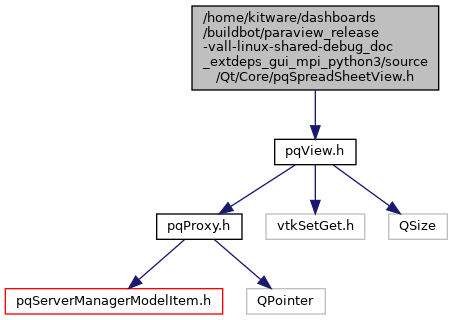 /home/kitware/dashboards
/buildbot/paraview_release
-vall-linux-shared-debug_doc
_extdeps_gui_mpi_python3/source
/Qt/Core/pqSpreadSheetView.h
pqView.h
pqProxy.h
vtkSetGet.h
QSize
pqServerManagerModelItem.h
QPointer